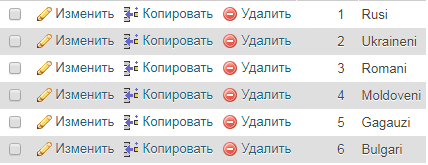 Изменить Копировать Удалить 1 Rusi
Изменить Копировать Удалить 2 Ukraineni
Изменить Копировать Удалить 3 Romani
Изменить Копировать Удалить 4 Moldoveni
Изменить Копировать Удалить 5 Gagauzi
Изменить Копировать Удалить 6 Bulgari